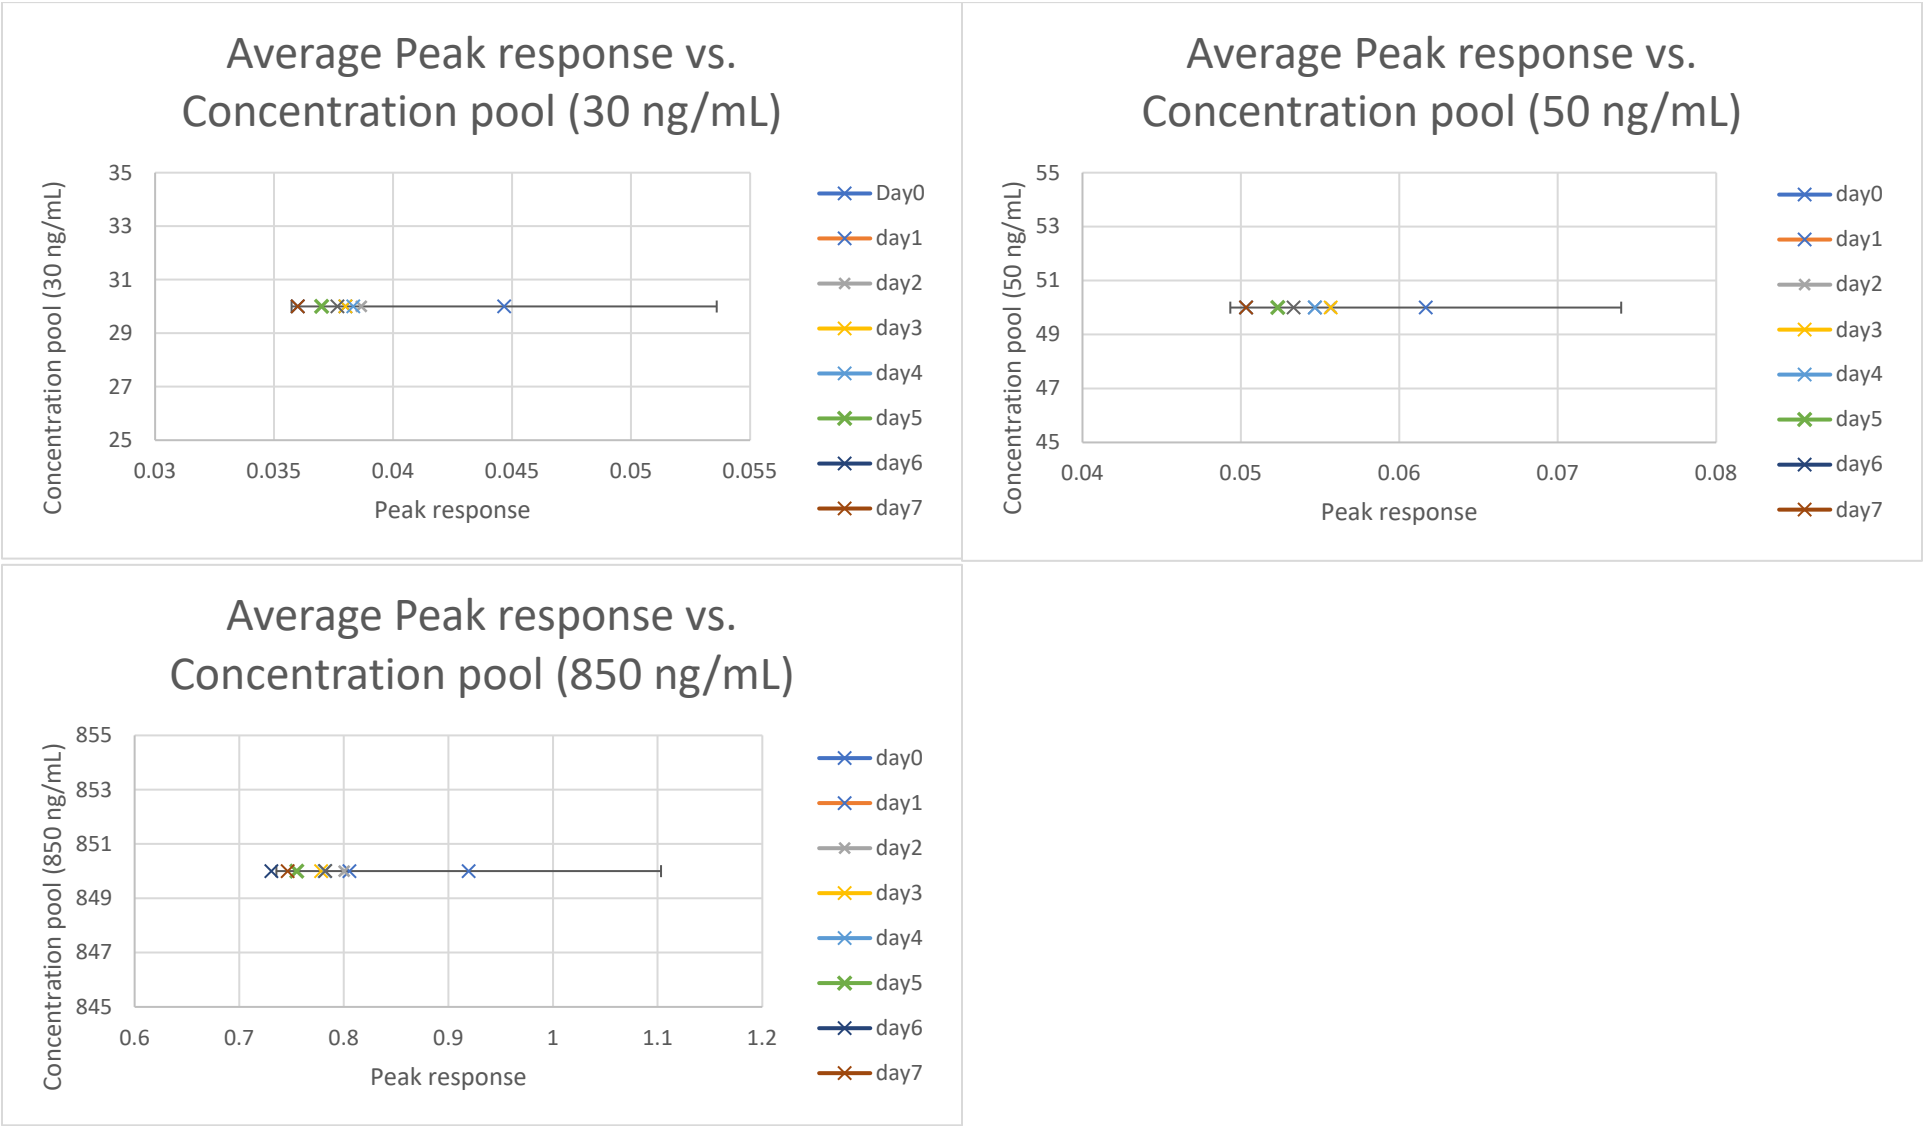 Average Peak response vs.
Concentration pool (30 ng/mL)
Concentration pool (30 ng/mL)
35
33
31
29
27
25
0.03 0.035 0.04 0.045 0.05 0.055
Peak response
Day0
day1
day2
day3
day4
day5
day6
day7
Average Peak response vs.
Concentration pool (50 ng/mL)
Concentration pool (50 ng/mL)
55
53
51
49
47
45
0.04 0.05 0.06 0.07 0.08
Peak response
day0
day1
day2
day3
day4
day5
day6
day7
Average Peak response vs.
Concentration pool (850 ng/mL)
Concentration pool (850 ng/mL)
855
853
851
849
847
845
0.6 0.7 0.8 0.9 1 1.1 1.2
Peak response
day0
day1
day2
day3
day4
day5
day6
day7